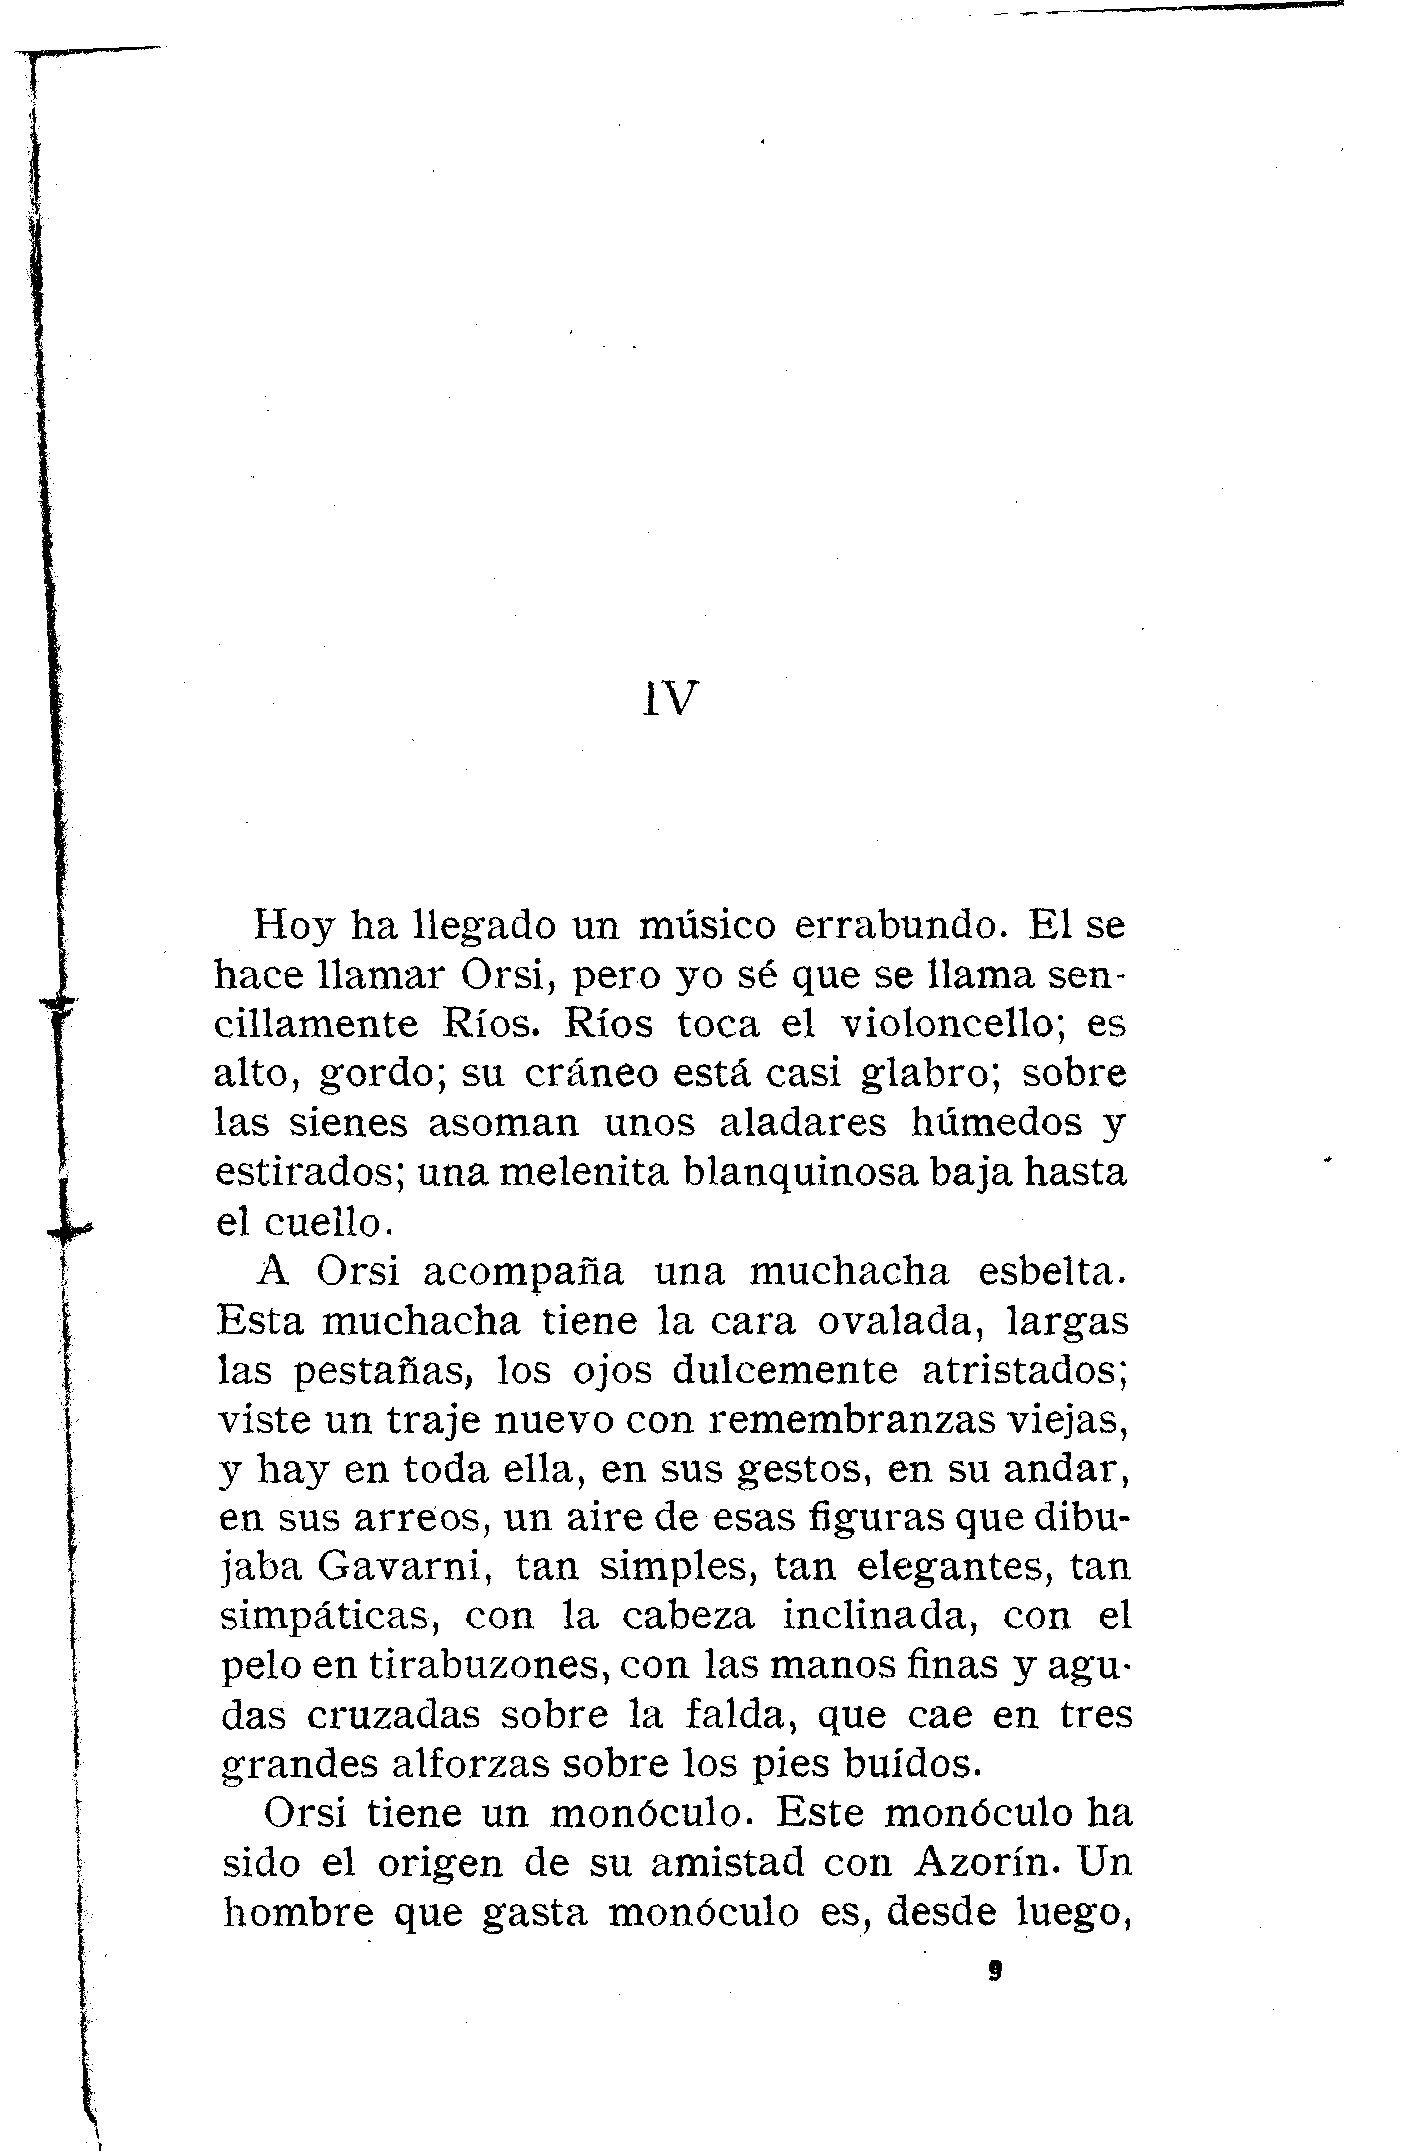 IV
Hoy ha llegado un músico errabundo. El se
hace llamar Orsi, pero yo sé que se llama sen-
cillamente Ríos. Ríos toca el violoncello; es
alto, gordo; su cráneo está casi glabro; sobre
las sienes asoman unos aladares húmedos y
estirados; una melenita blanquinosa baja hasta
el cuello.
A Orsi acompaña una muchacha esbelta.
Esta muchacha tiene la cara ovalada, largas
las pestañas, los ojos dulcemente atristados;
viste un traje nuevo con remembranzas viejas,
y hay en toda ella, en sus gestos, en su andar,
en sus arreos, un aire de esas figuras que dibu-
jaba Gavarni, tan simples, tan elegantes, tan
simpáticas, con la cabeza inclinada, con el
pelo en tirabuzones, con las manos finas y agu-
das cruzadas sobre la falda, que cae en tres
grandes alforzas sobre los pies buídos.
Orsi tiene un monóculo. Este monóculo ha
sido el origen de su amistad con Azorín. Un
hombre que gasta monóculo es, desde luego,
9